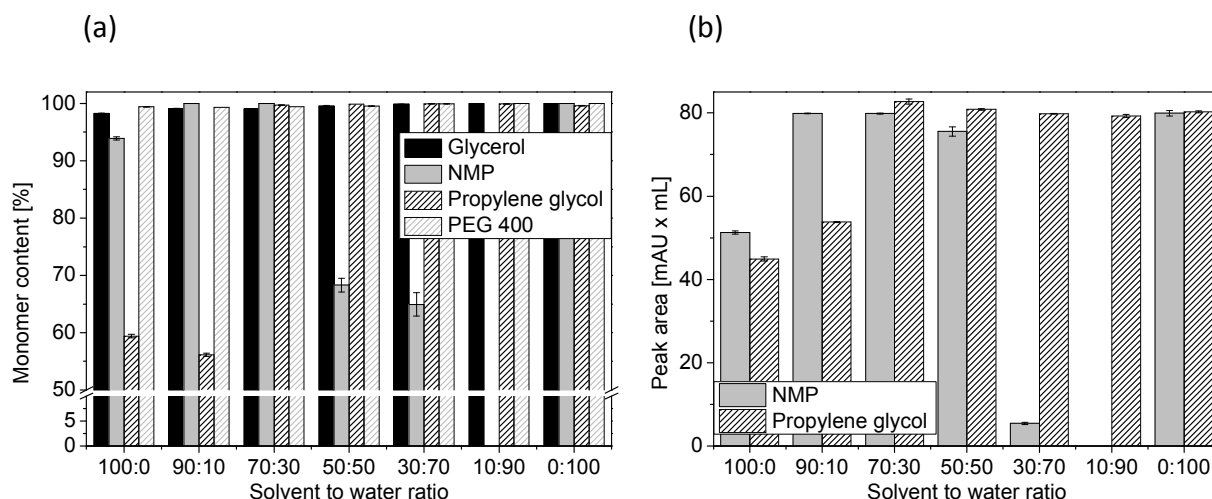 (a)
(b)
Monomer content [%]
100
90
80
70
60
50
5
0
Glycerol
NMP
Propylene glycol
PEG 400
100:0 90:10 70:30 50:50 30:70 10:90 0:100
Solvent to water ratio
Peak area [mAU x mL]
80
60
40
20
0
NMP
Propylene glycol
100:0 90:10 70:30 50:50 30:70 10:90 0:100
Solvent to water ratio